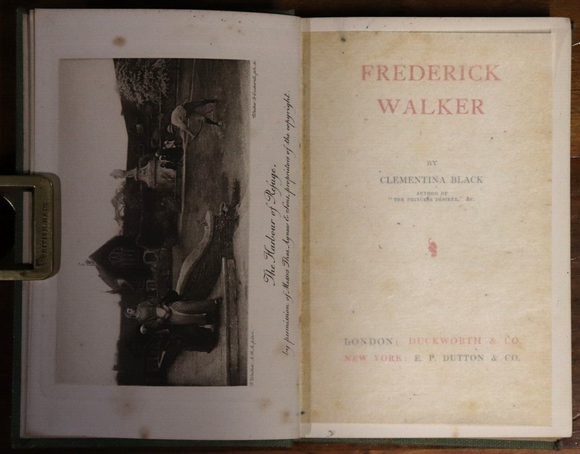 The Harbour of Refuge.
by permission of Messrs Thos. Agnew & Sons, proprietors of the copyright.
FREDERICK
WALKER
BY
CLEMENTINA BLACK
AUTHOR OF
"THE PRINCESS DÉSIRÉE," &c.
LONDON: DUCKWORTH & CO.
NEW YORK: E. P. DUTTON & CO.